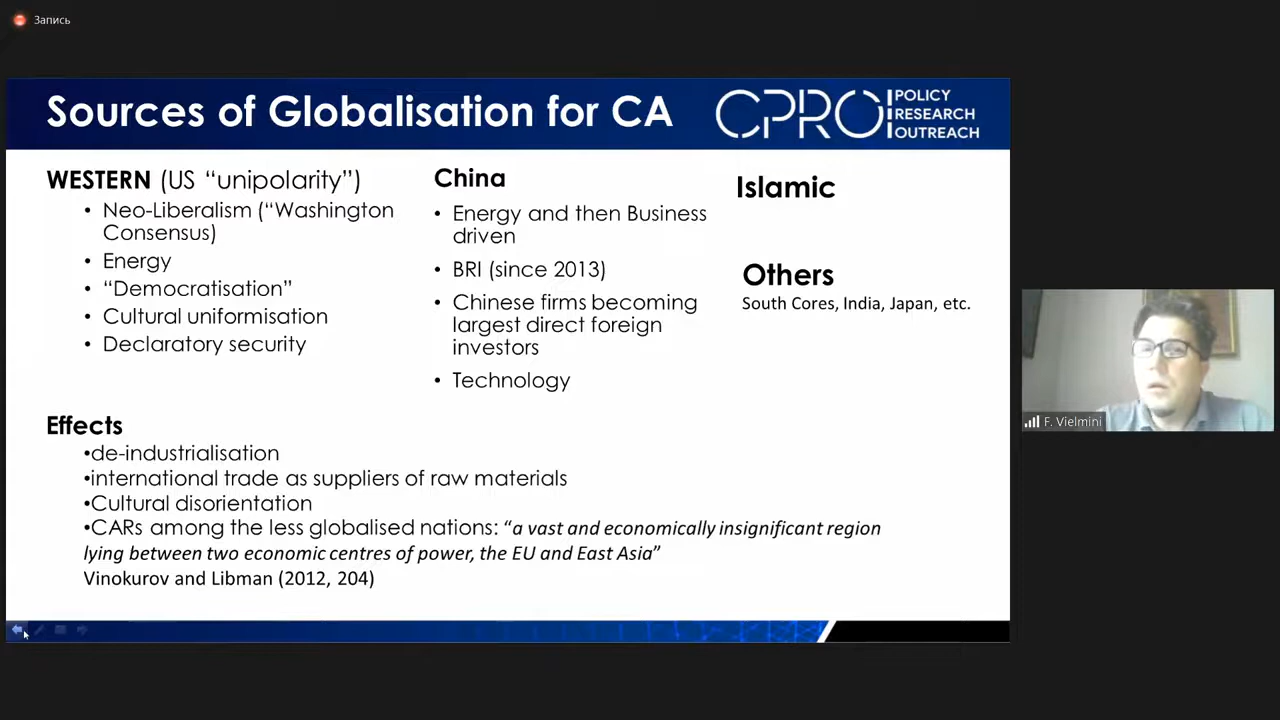 Запись
Sources of Globalisation for CA
CPRO
POLICY
RESEARCH
OUTREACH
WESTERN (US “unipolarity”)
• Neo-Liberalism (“Washington
Consensus)
• Energy
• “Democratisation”
• Cultural uniformisation
• Declaratory security
China
• Energy and then Business
driven
• BRI (since 2013)
• Chinese firms becoming
largest direct foreign
investors
• Technology
Islamic
Others
South Cores, India, Japan, etc.
Effects
•de-industrialisation
•international trade as suppliers of raw materials
•Cultural disorientation
•CARs among the less globalised nations: “a vast and economically insignificant region
lying between two economic centres of power, the EU and East Asia”
Vinokurov and Libman (2012, 204)
F. Vielmini